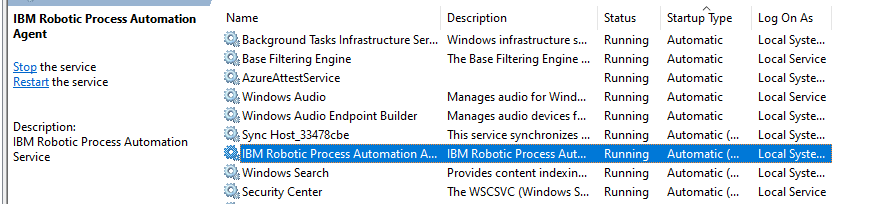 IBM Robotic Process Automation
Agent
Stop the service
Restart the service
Description:
IBM Robotic Process Automation
Service
Name Description Status Startup Type Log On As
Background Tasks Infrastructure Ser... Windows infrastructure s... Running Automatic Local Syste...
Base Filtering Engine The Base Filtering Engine ... Running Automatic Local Service
AzureAttestService Running Automatic Local Syste...
Windows Audio Manages audio for Wind... Running Automatic Local Service
Windows Audio Endpoint Builder Manages audio devices f... Running Automatic Local Syste...
Sync Host_33478cbe This service synchronizes ... Running Automatic (... Local Syste...
IBM Robotic Process Automation A... IBM Robotic Process Aut... Running Automatic (... Local Syste...
Windows Search Provides content indexin... Running Automatic (... Local Syste...
Security Center The WSCSVC (Windows S... Running Automatic (... Local Service